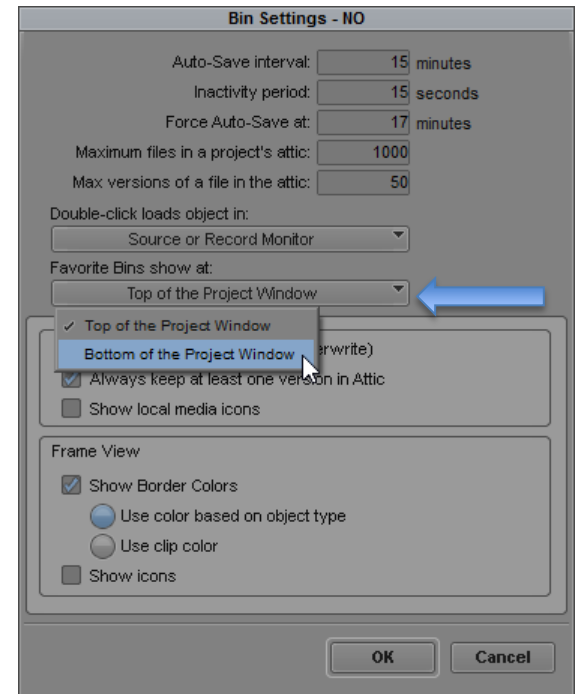 Bin Settings - NO
Auto-Save interval: 15 minutes
Inactivity period: 15 seconds
Force Auto-Save at: 17 minutes
Maximum files in a project's attic: 1000
Max versions of a file in the attic: 50
Double-click loads object in:
Source or Record Monitor
Favorite Bins show at:
Top of the Project Window
✓ Top of the Project Window
Bottom of the Project Window
Always keep at least one version in Attic
Show local media icons
Frame View
Show Border Colors
Use color based on object type
Use clip color
Show icons
OK Cancel